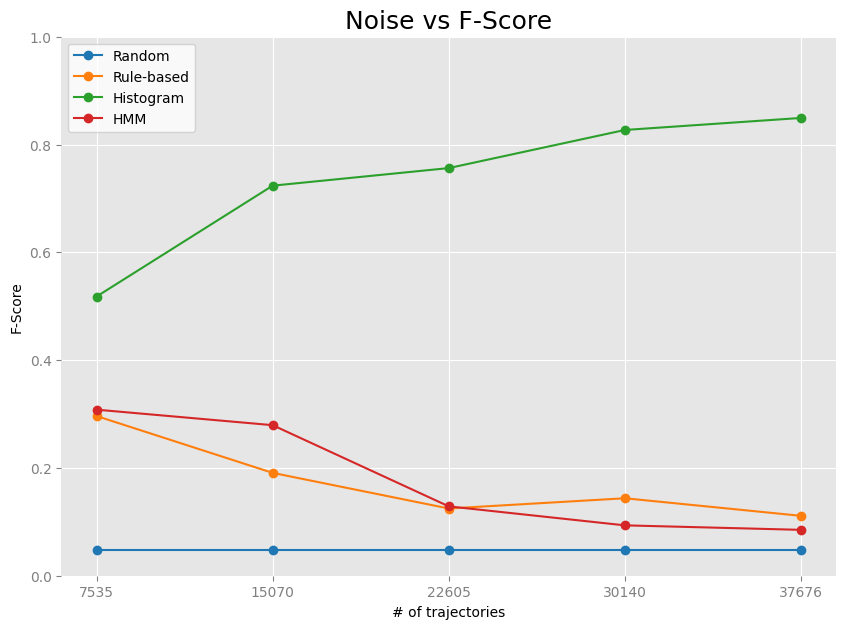 Noise vs F-Score
1.0
0.8
0.6
0.4
0.2
0.0
F-Score
Random
Rule-based
Histogram
HMM
7535 15070 22605 30140 37676
# of trajectories